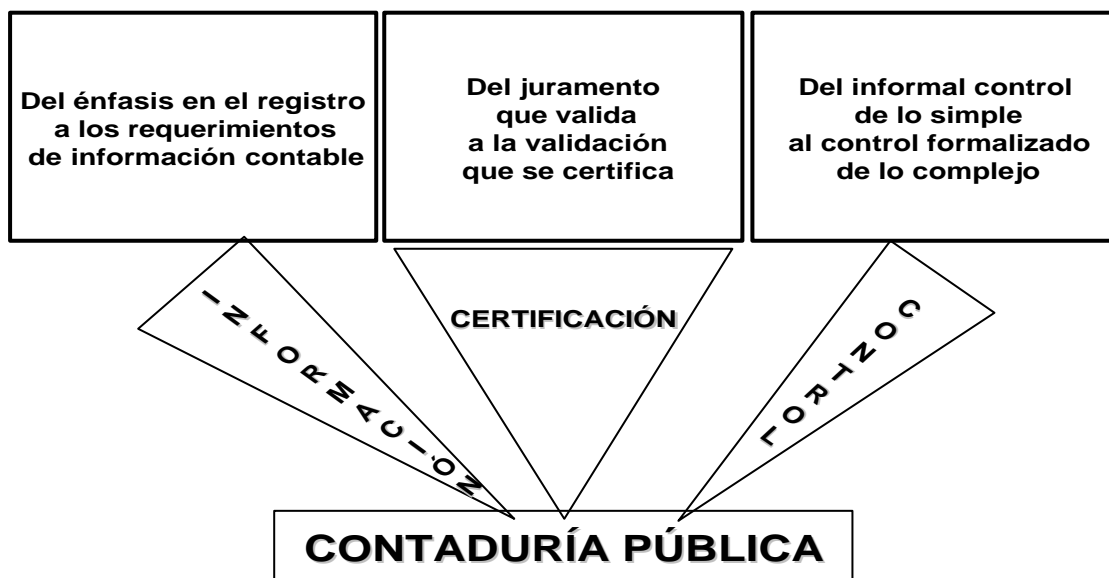 Del énfasis en el registro
a los requerimientos
de información contable
Del juramento
que valida
a la validación
que se certifica
Del informal control
de lo simple
al control formalizado
de lo complejo
INFORMACIÓN
CERTIFICACIÓN
CONTROL
CONTADURÍA PÚBLICA